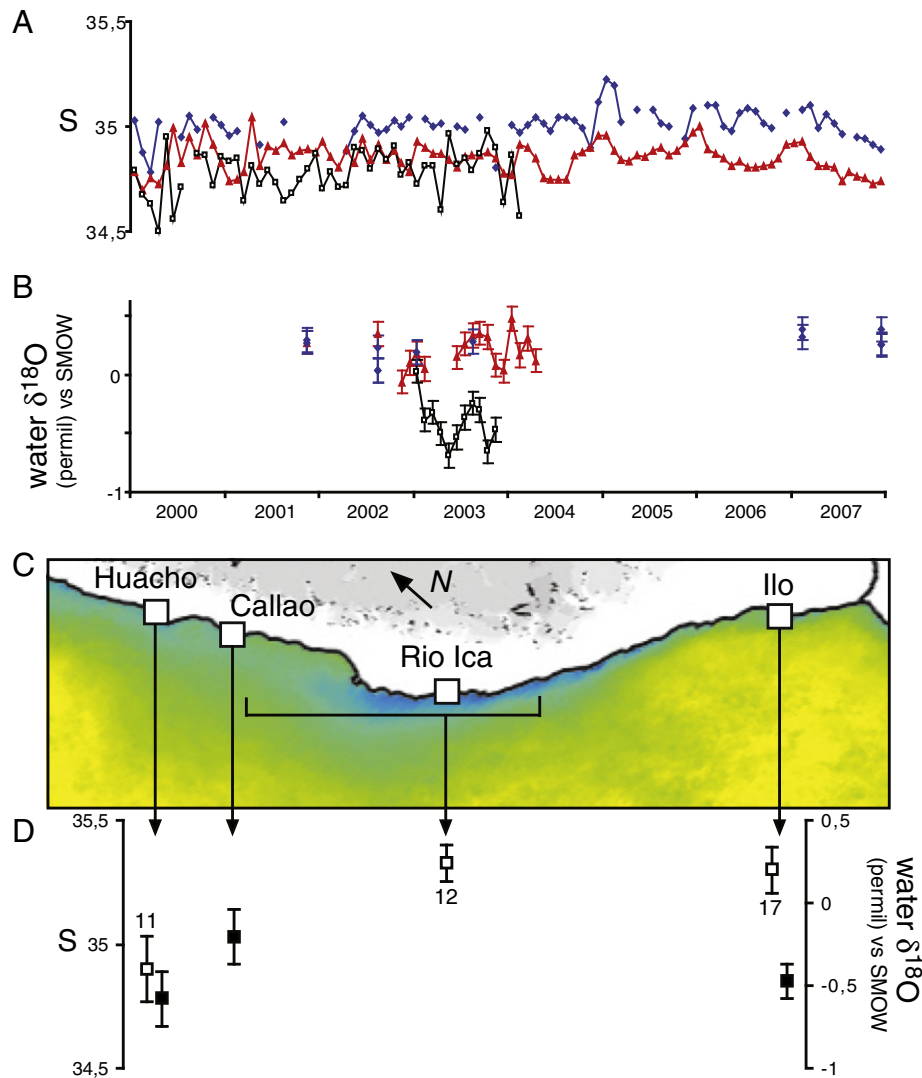 A
35,5
S
35
34,5
B
water δ18O
(permil) vs SMOW
0
-1
2000 2001 2002 2003 2004 2005 2006 2007
C
Huacho
Callao
N
Rio Ica
Ilo
D
35,5
S
35
34,5
11
12
17
0,5
0
-0,5
-1
water δ18O
(permil) vs SMOW